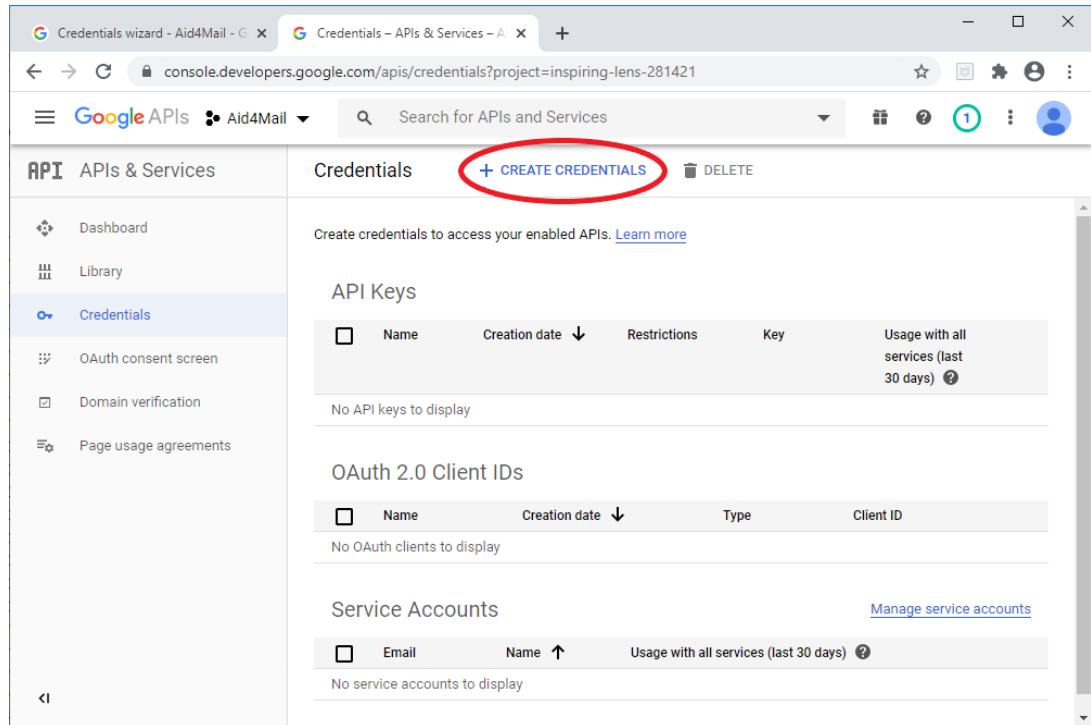 Credentials wizard - Aid4Mail - G
Credentials – APIs & Services – A
console.developers.google.com/apis/credentials?project=inspiring-lens-281421
Google APIs
Aid4Mail
Search for APIs and Services
1
API APIs & Services
Credentials
CREATE CREDENTIALS
DELETE
Dashboard
Library
Credentials
OAuth consent screen
Domain verification
Page usage agreements
Create credentials to access your enabled APIs. Learn more
API Keys
Name Creation date Restrictions Key Usage with all
services (last
30 days)
No API keys to display
OAuth 2.0 Client IDs
Name Creation date Type Client ID
No OAuth clients to display
Service Accounts
Manage service accounts
Email Name Usage with all services (last 30 days)
No service accounts to display